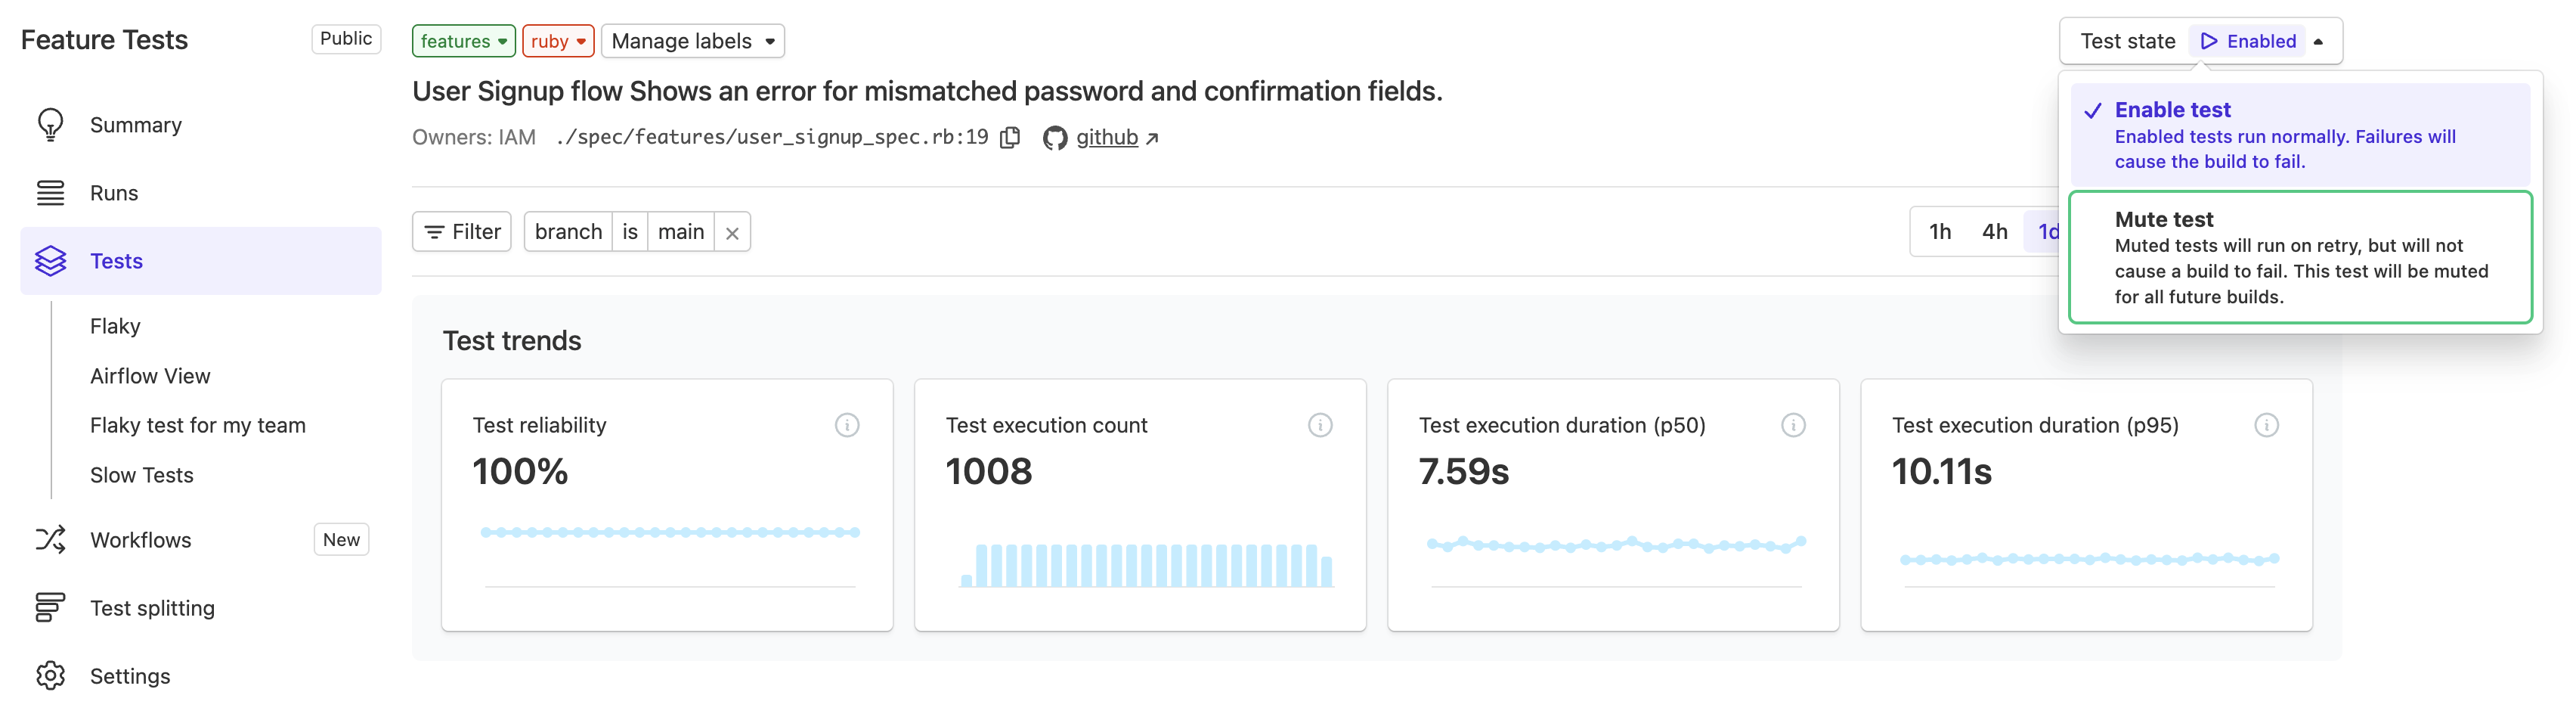 Feature Tests
Public
Summary
Runs
Tests
Flaky
Airflow View
Flaky test for my team
Slow Tests
Workflows
New
Test splitting
Settings
features
ruby
Manage labels
Test state
Enabled
User Signup flow Shows an error for mismatched password and confirmation fields.
Owners: IAM ./spec/features/user_signup_spec.rb:19 github
Enable test
Enabled tests run normally. Failures will
cause the build to fail.
Mute test
Muted tests will run on retry, but will not
cause a build to fail. This test will be muted
for all future builds.
Filter
branch is main
1h 4h 1d
Test trends
Test reliability
100%
Test execution count
1008
Test execution duration (p50)
7.59s
Test execution duration (p95)
10.11s